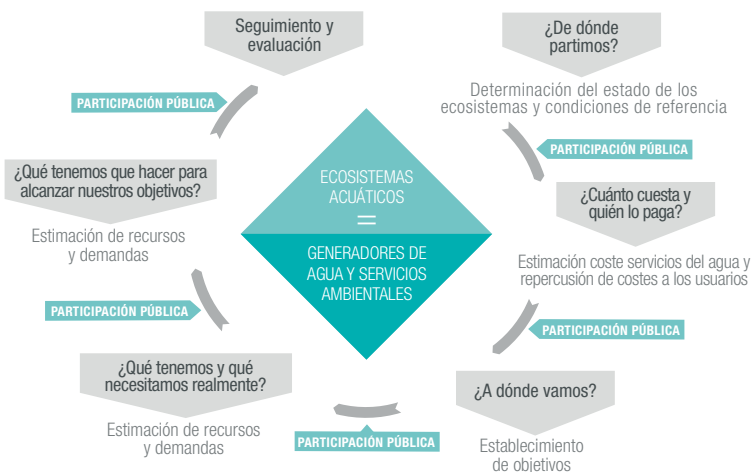 ¿De dónde
partimos?
Determinación del estado de los
ecosistemas y condiciones de referencia
PARTICIPACIÓN PÚBLICA
¿Cuánto cuesta y
quién lo paga?
Estimación coste servicios del agua y
repercusión de costes a los usuarios
PARTICIPACIÓN PÚBLICA
¿A dónde vamos?
Establecimiento
de objetivos
PARTICIPACIÓN PÚBLICA
¿Qué tenemos y qué
necesitamos realmente?
Estimación de recursos
y demandas
PARTICIPACIÓN PÚBLICA
¿Qué tenemos que hacer para
alcanzar nuestros objetivos?
Estimación de recursos
y demandas
PARTICIPACIÓN PÚBLICA
Seguimiento y
evaluación
ECOSISTEMAS
ACUÁTICOS
=
GENERADORES DE
AGUA Y SERVICIOS
AMBIENTALES